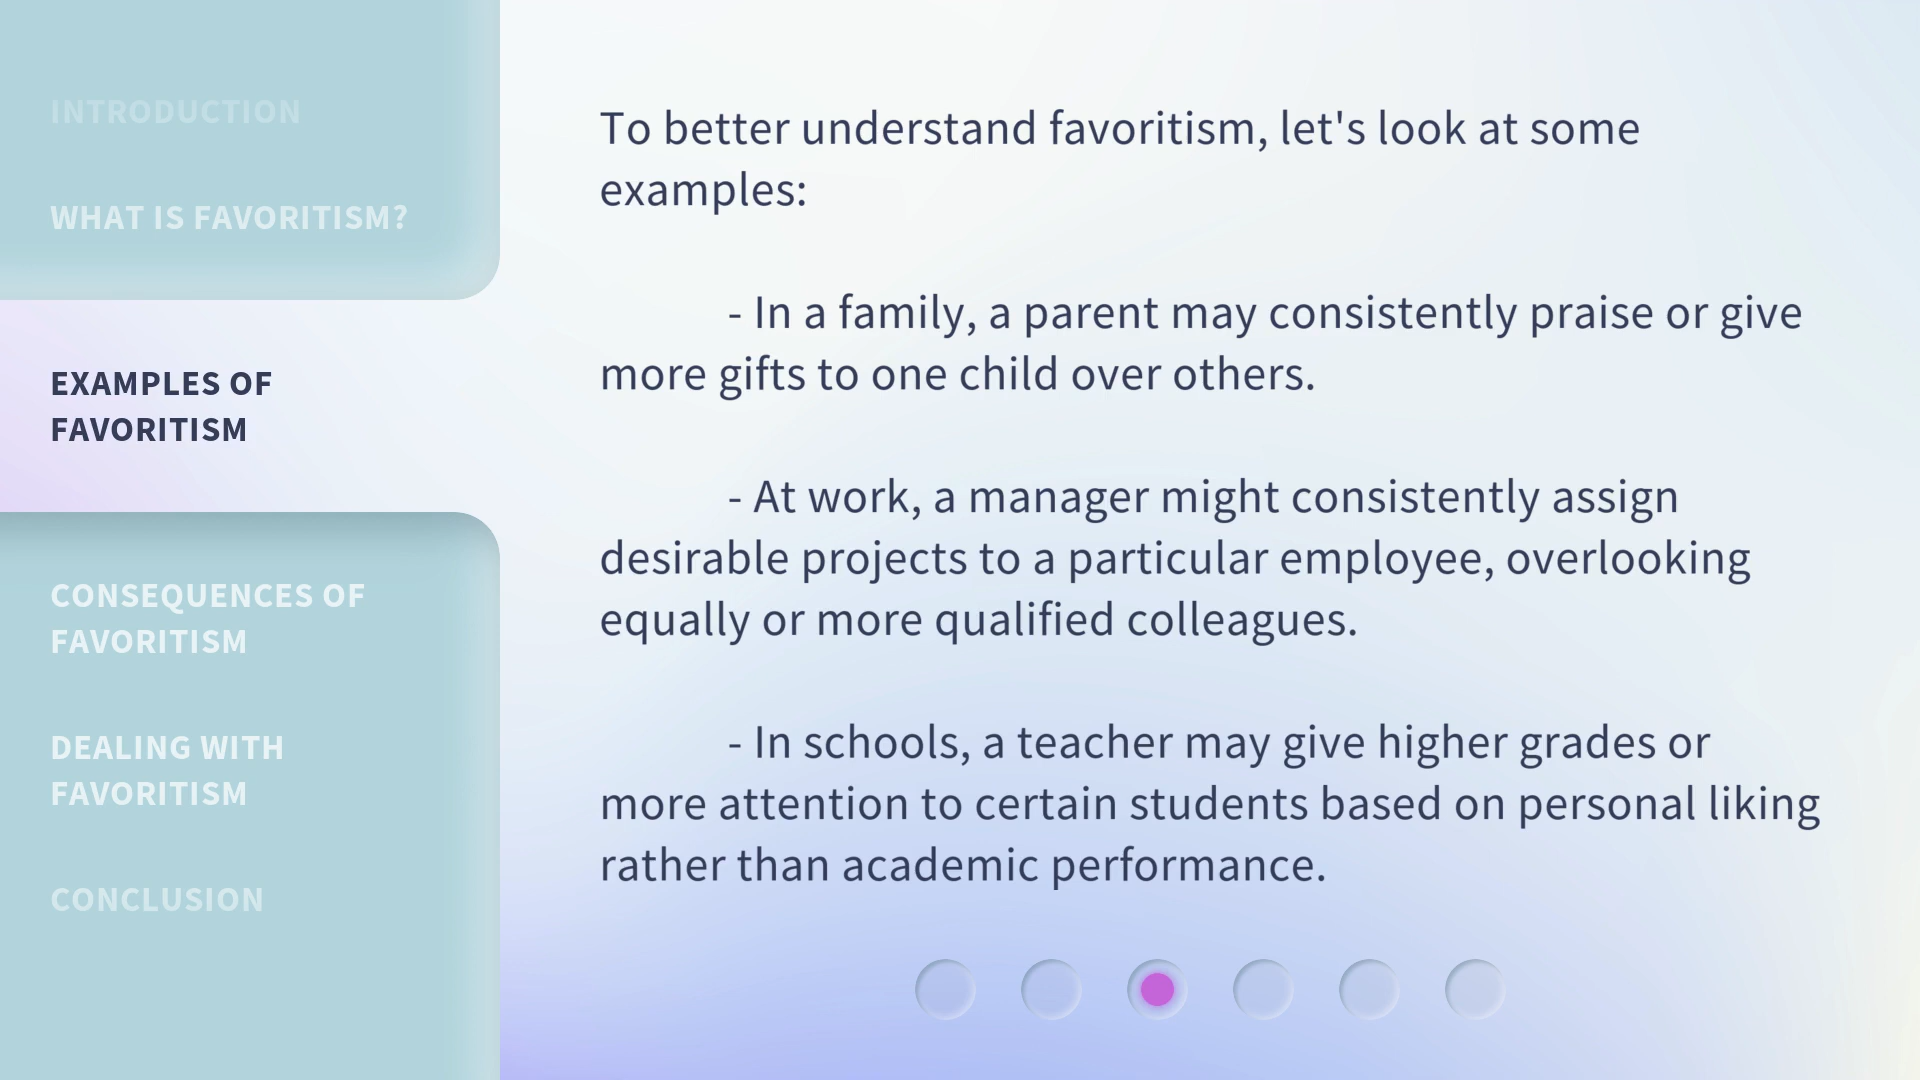 INTRODUCTION
WHAT IS FAVORITISM?
EXAMPLES OF
FAVORITISM
CONSEQUENCES OF
FAVORITISM
DEALING WITH
FAVORITISM
CONCLUSION
To better understand favoritism, let's look at some
examples:
- In a family, a parent may consistently praise or give
more gifts to one child over others.
- At work, a manager might consistently assign
desirable projects to a particular employee, overlooking
equally or more qualified colleagues.
- In schools, a teacher may give higher grades or
more attention to certain students based on personal liking
rather than academic performance.